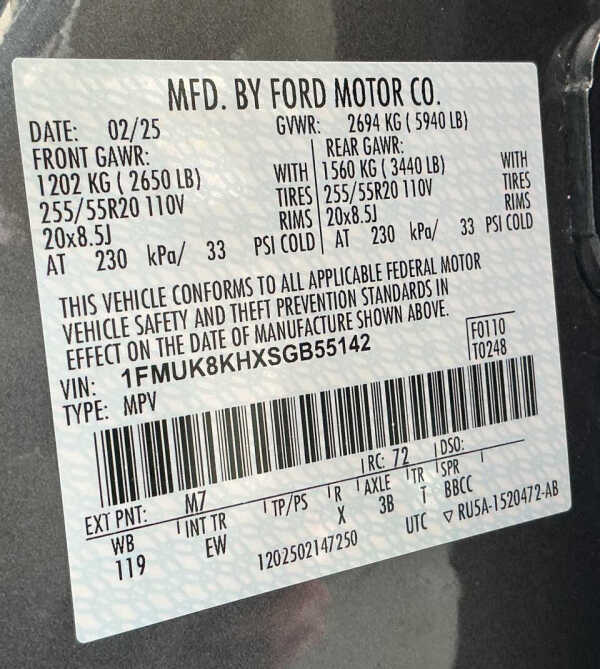 MFD. BY FORD MOTOR CO.
DATE: 02/25 GVWR: 2694 KG ( 5940 LB)
FRONT GAWR: REAR GAWR:
1202 KG ( 2650 LB) WITH 1560 KG ( 3440 LB) WITH
255/55R20 110V TIRES 255/55R20 110V TIRES
20x8.5J RIMS 20x8.5J RIMS
AT 230 kPa/ 33 PSI COLD AT 230 kPa/ 33 PSI COLD
THIS VEHICLE CONFORMS TO ALL APPLICABLE FEDERAL MOTOR
VEHICLE SAFETY AND THEFT PREVENTION STANDARDS IN
EFFECT ON THE DATE OF MANUFACTURE SHOWN ABOVE.
VIN: 1FMUK8KHXSGB55142 F0110
TYPE: MPV T0248
EXT PNT: M7 RC: 72 DSO:
WB INT TR TP/PS R AXLE TR SPR
119 EW X 3B T BBCC
1202502147250 UTC ▽ RU5A-1520472-AB